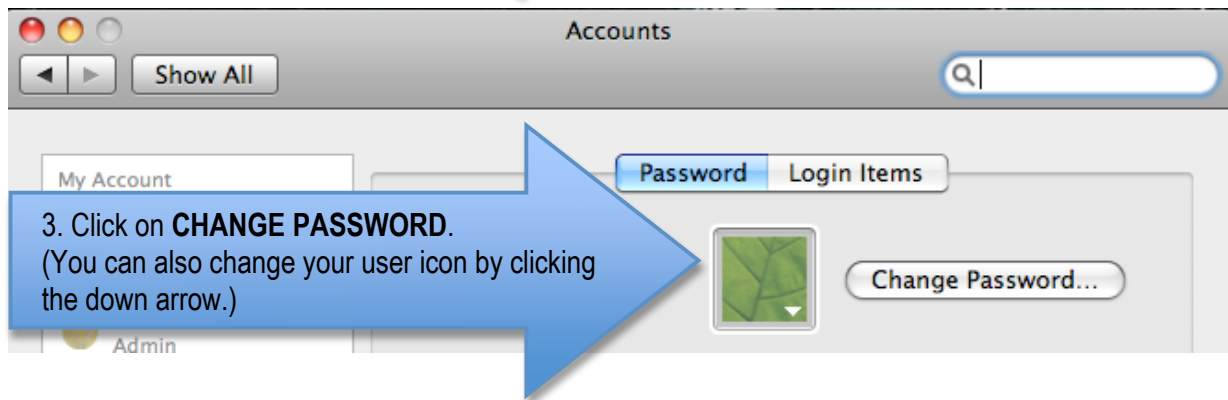 Accounts
Show All
Password Login Items
My Account
3. Click on CHANGE PASSWORD.
(You can also change your user icon by clicking
the down arrow.)
Change Password...
Admin